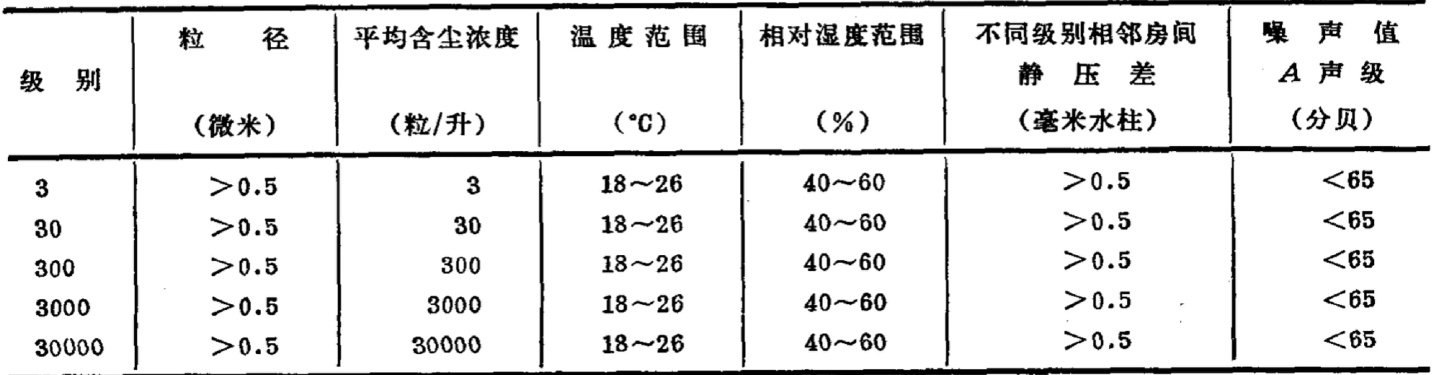 级 别 粒 径 (微米) 平均含尘浓度 (粒/升) 温度范围 (°C) 相对湿度范围 (%) 不同级别相邻房间静压差 (毫米水柱) 噪声值 A声级 (分贝)
3 >0.5 3 18~26 40~60 >0.5 <65
30 >0.5 30 18~26 40~60 >0.5 <65
300 >0.5 300 18~26 40~60 >0.5 <65
3000 >0.5 3000 18~26 40~60 >0.5 <65
30000 >0.5 30000 18~26 40~60 >0.5 <65